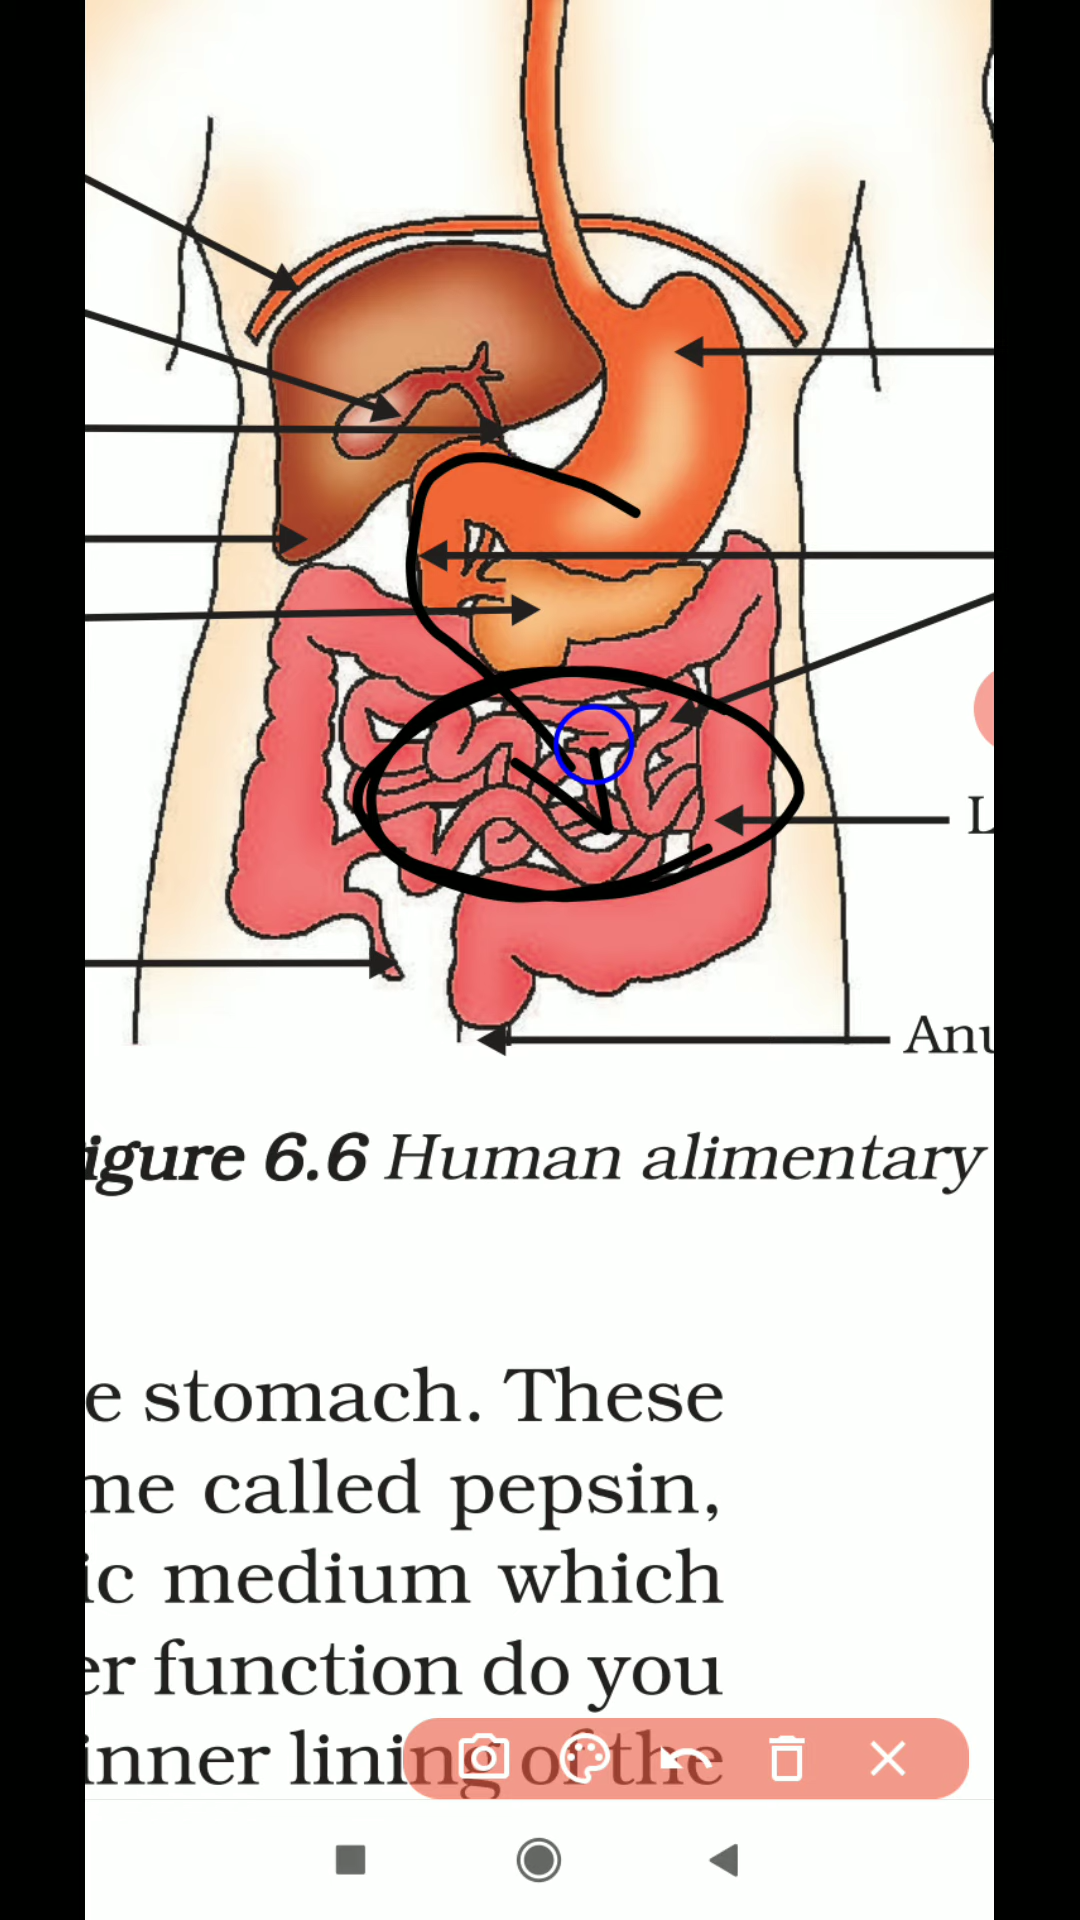 L
Anu
igure 6.6 Human alimentary
e stomach. These
me called pepsin,
ic medium which
er function do you
inner lining of the